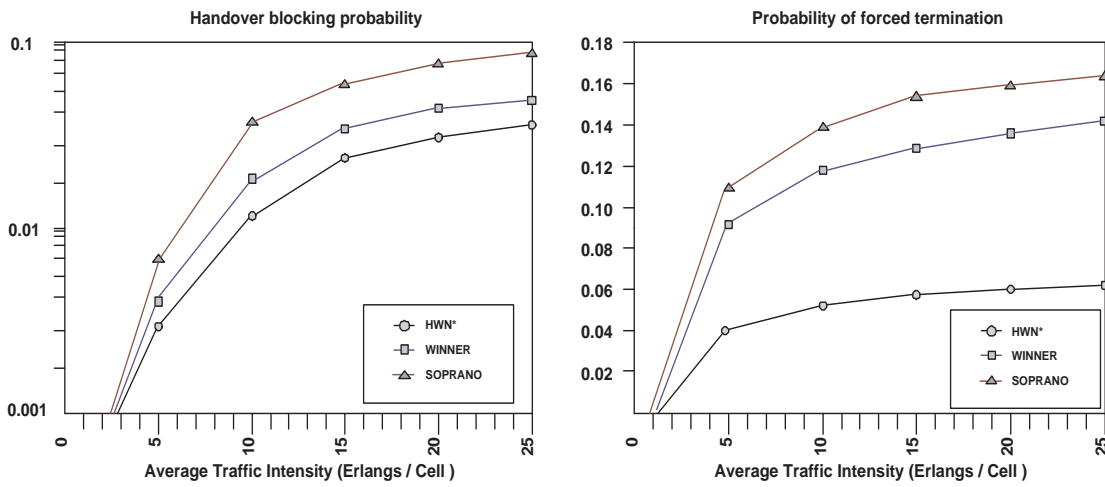 Handover blocking probability
0.1
0.01
0.001
0
5
10
15
20
25
HWN*
WINNER
SOPRANO
Average Traffic Intensity (Erlangs / Cell )
Probability of forced termination
0.18
0.16
0.14
0.12
0.10
0.08
0.06
0.04
0.02
0
5
10
15
20
25
HWN*
WINNER
SOPRANO
Average Traffic Intensity (Erlangs / Cell )